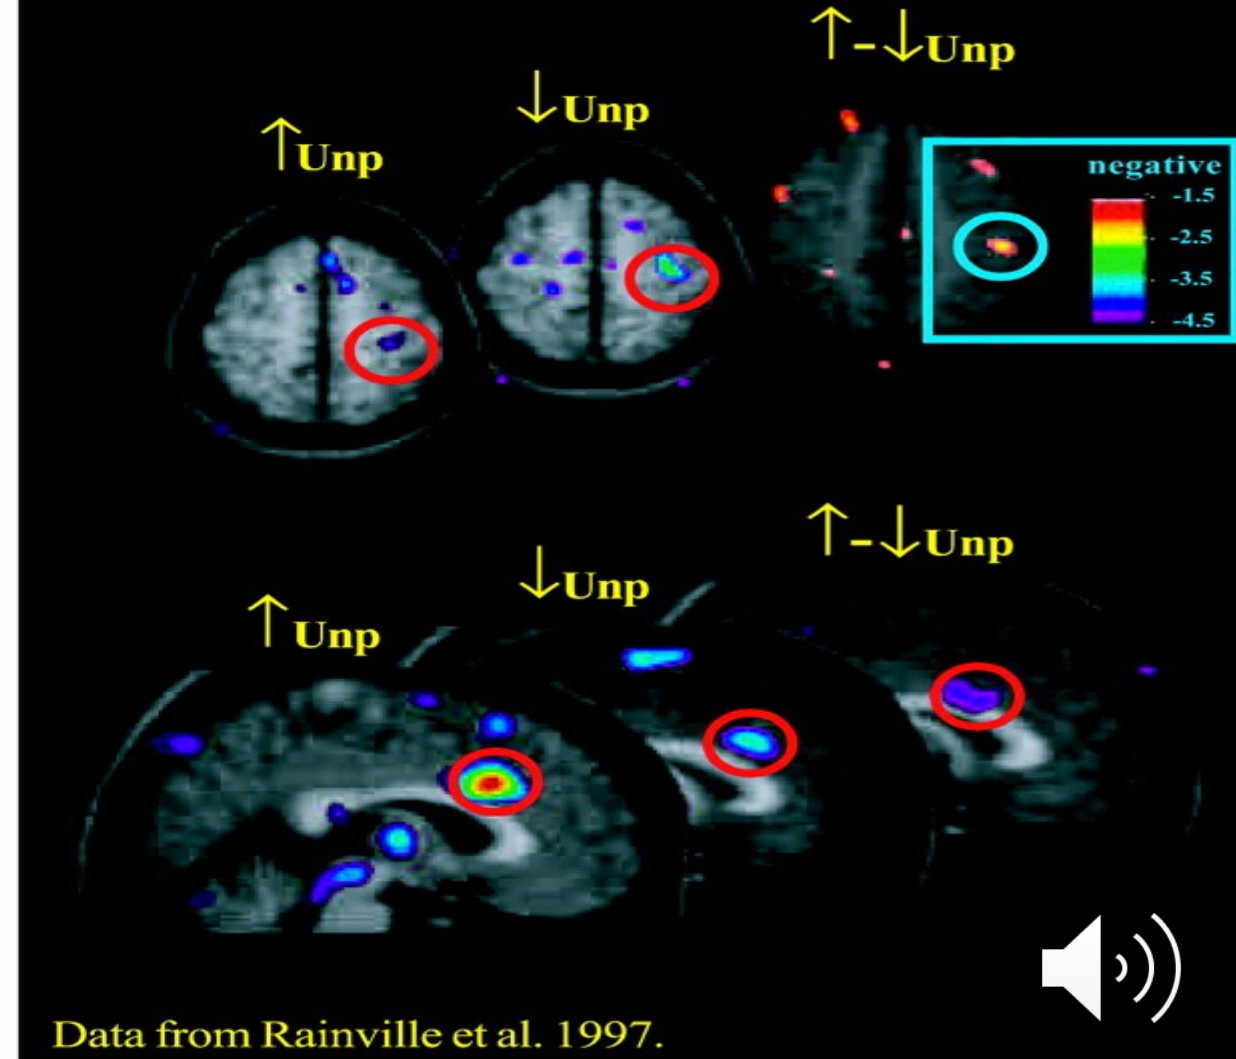 ↑-↓Unp
↓Unp
↑Unp
negative
-1.5
-2.5
-3.5
-4.5
↑-↓Unp
↓Unp
↑Unp
Data from Rainville et al. 1997.